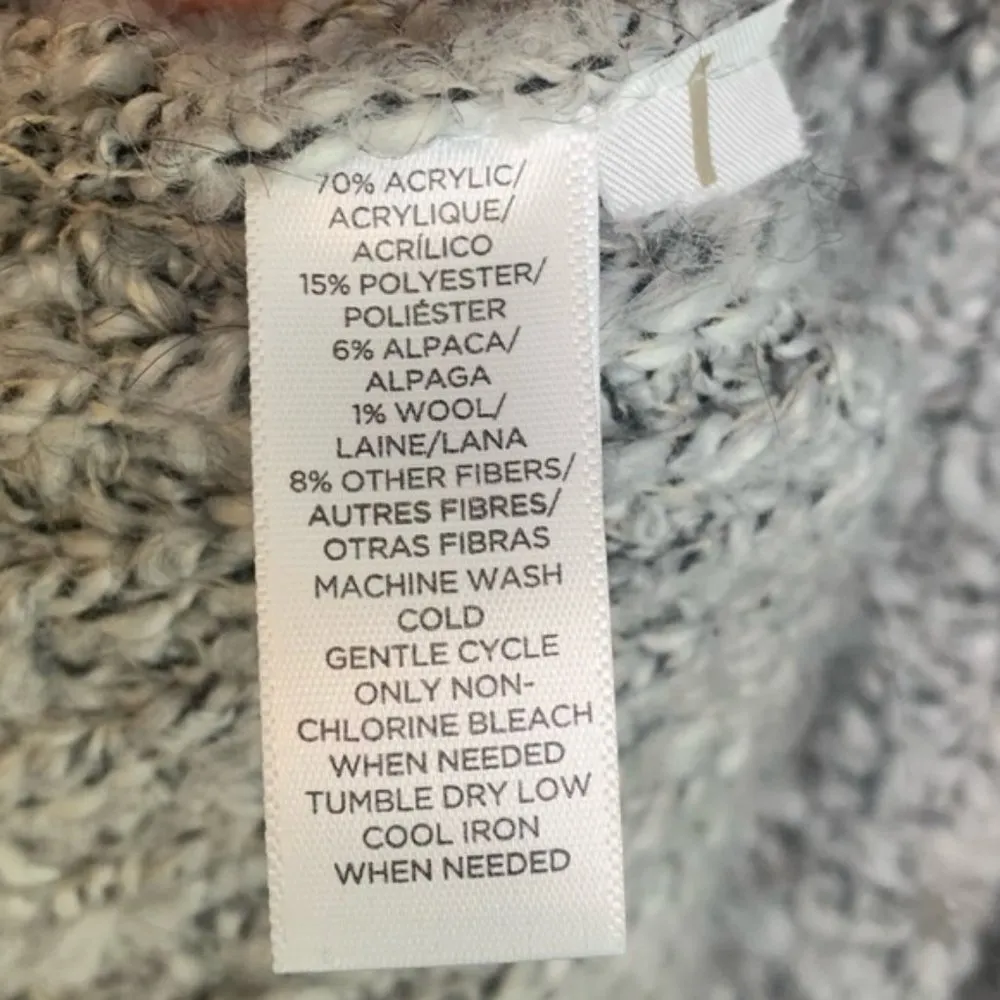 70% ACRYLIC/
ACRYLIQUE/
ACRÍLICO
15% POLYESTER/
POLIÉSTER
6% ALPACA/
ALPAGA
1% WOOL/
LAINE/LANA
8% OTHER FIBERS/
AUTRES FIBRES/
OTRAS FIBRAS
MACHINE WASH
COLD
GENTLE CYCLE
ONLY NON-
CHLORINE BLEACH
WHEN NEEDED
TUMBLE DRY LOW
COOL IRON
WHEN NEEDED